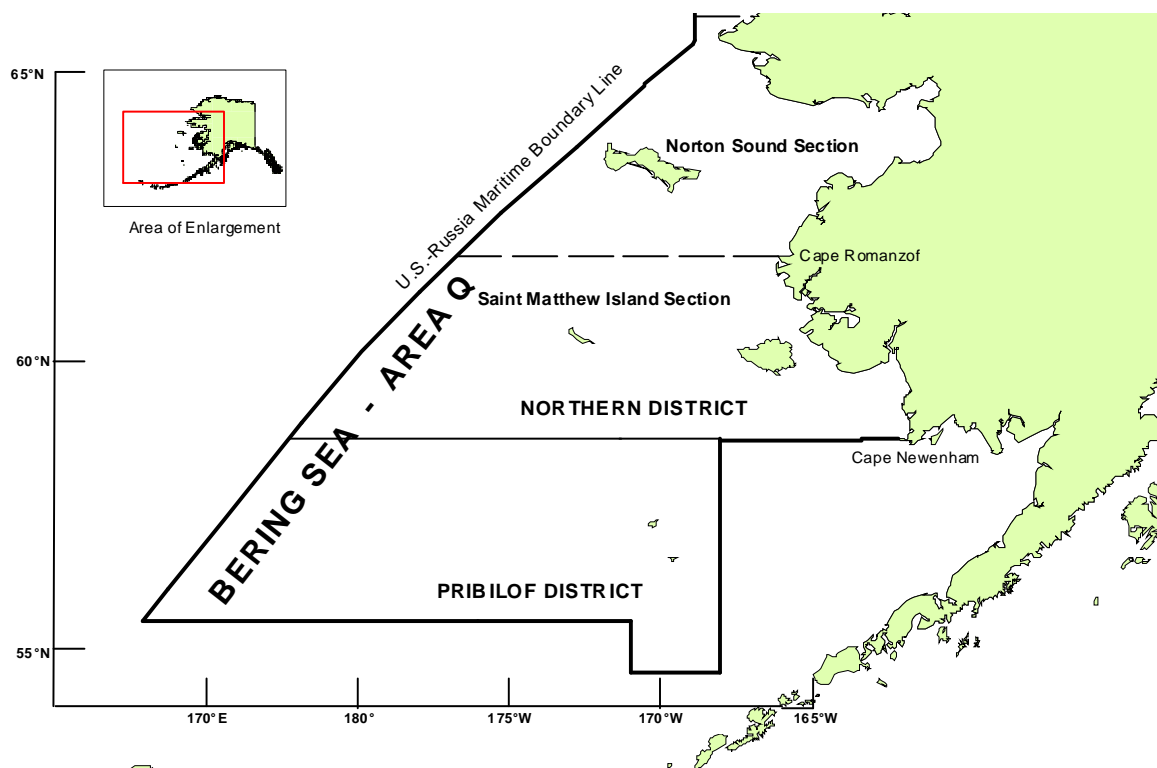 65°N
U.S.-Russia Maritime Boundary Line
Norton Sound Section
Area of Enlargement
Cape Romanzof
Saint Matthew Island Section
BERING SEA - AREA Q
60°N
NORTHERN DISTRICT
Cape Newenham
PRIBILOF DISTRICT
55°N
170°E
180°
175°W
170°W
165°W